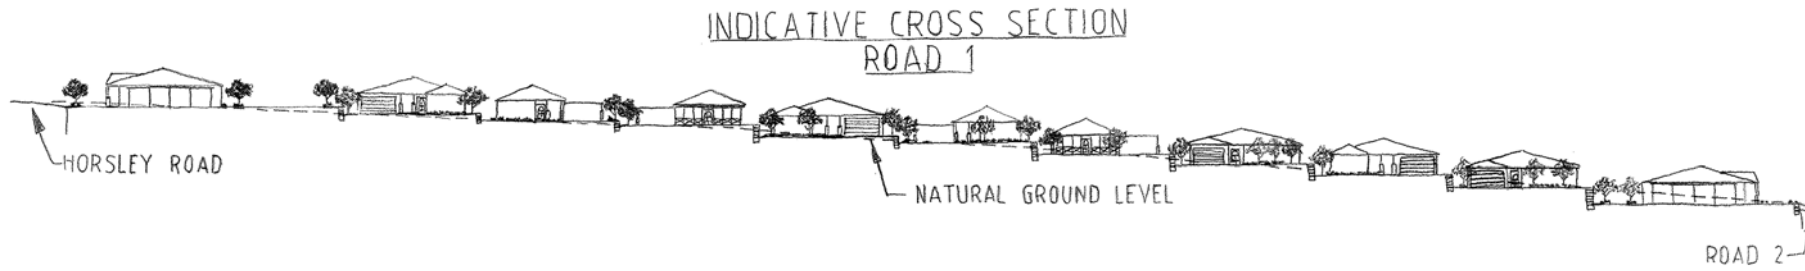 INDICATIVE CROSS SECTION
ROAD 1
HORSLEY ROAD
NATURAL GROUND LEVEL
ROAD 2